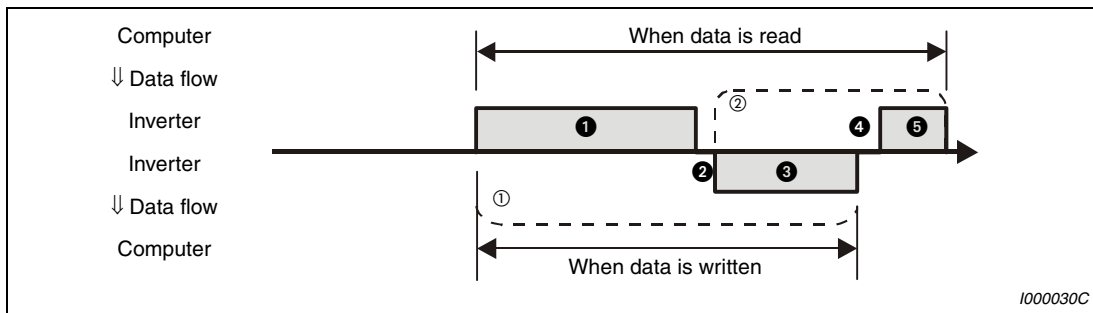 Computer
When data is read
⇓ Data flow
②
Inverter
❶
❹
❺
Inverter
❷
❸
①
⇓ Data flow
Computer
When data is written
I000030C